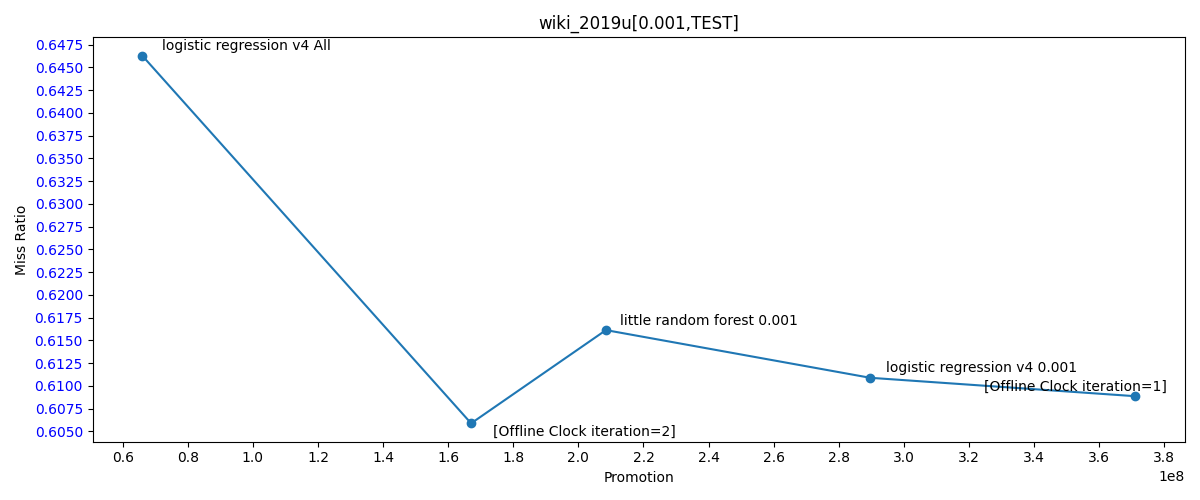 wiki_2019u[0.001,TEST]
0.6475
0.6450
0.6425
0.6400
0.6375
0.6350
0.6325
0.6300
0.6275
0.6250
0.6225
0.6200
0.6175
0.6150
0.6125
0.6100
0.6075
0.6050
Miss Ratio
logistic regression v4 All
little random forest 0.001
logistic regression v4 0.001
[Offline Clock iteration=1]
[Offline Clock iteration=2]
0.6 0.8 1.0 1.2 1.4 1.6 1.8 2.0 2.2 2.4 2.6 2.8 3.0 3.2 3.4 3.6 3.8
1e8
Promotion